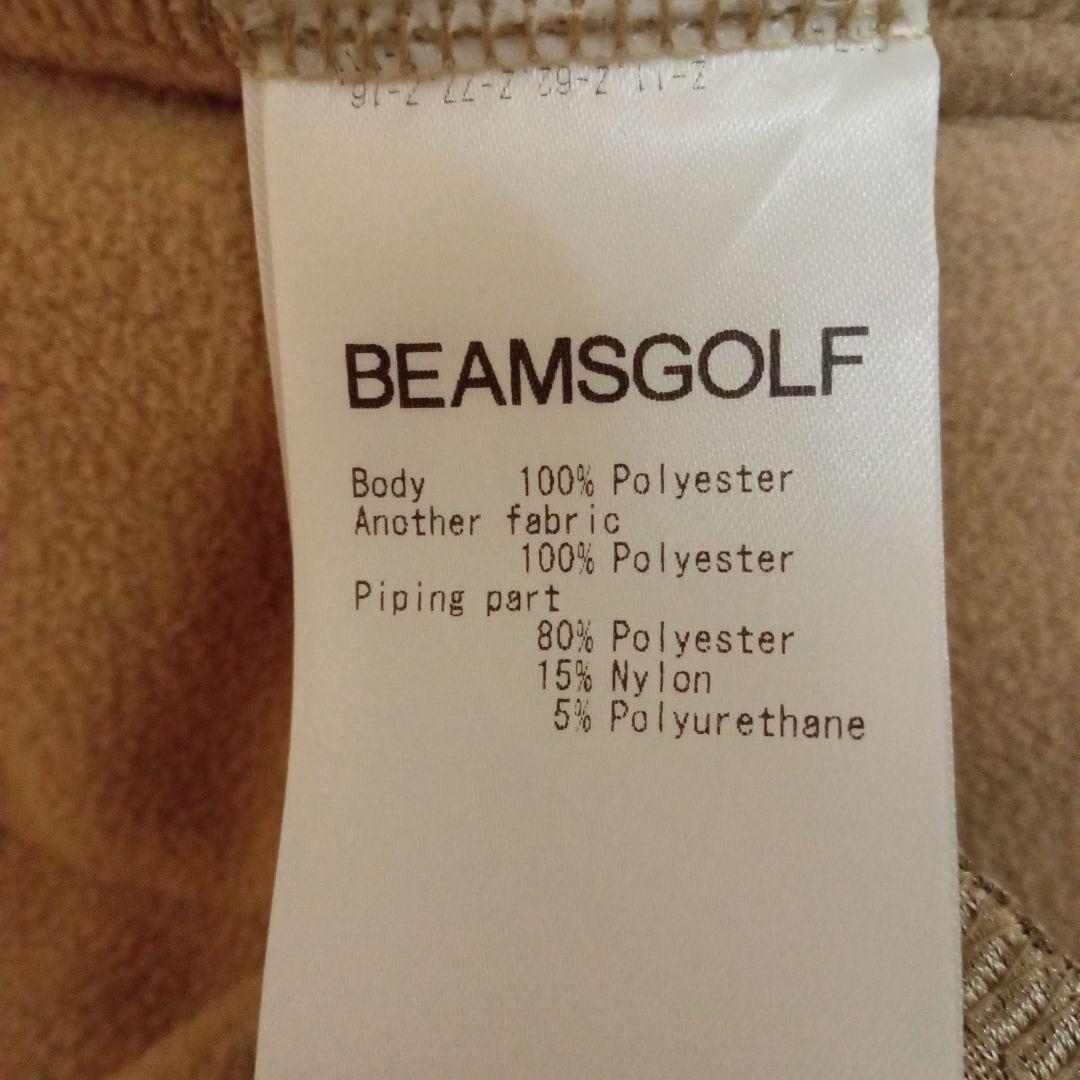 BEAMSGOLF
Body 100% Polyester
Another fabric
100% Polyester
Piping part
80% Polyester
15% Nylon
5% Polyurethane